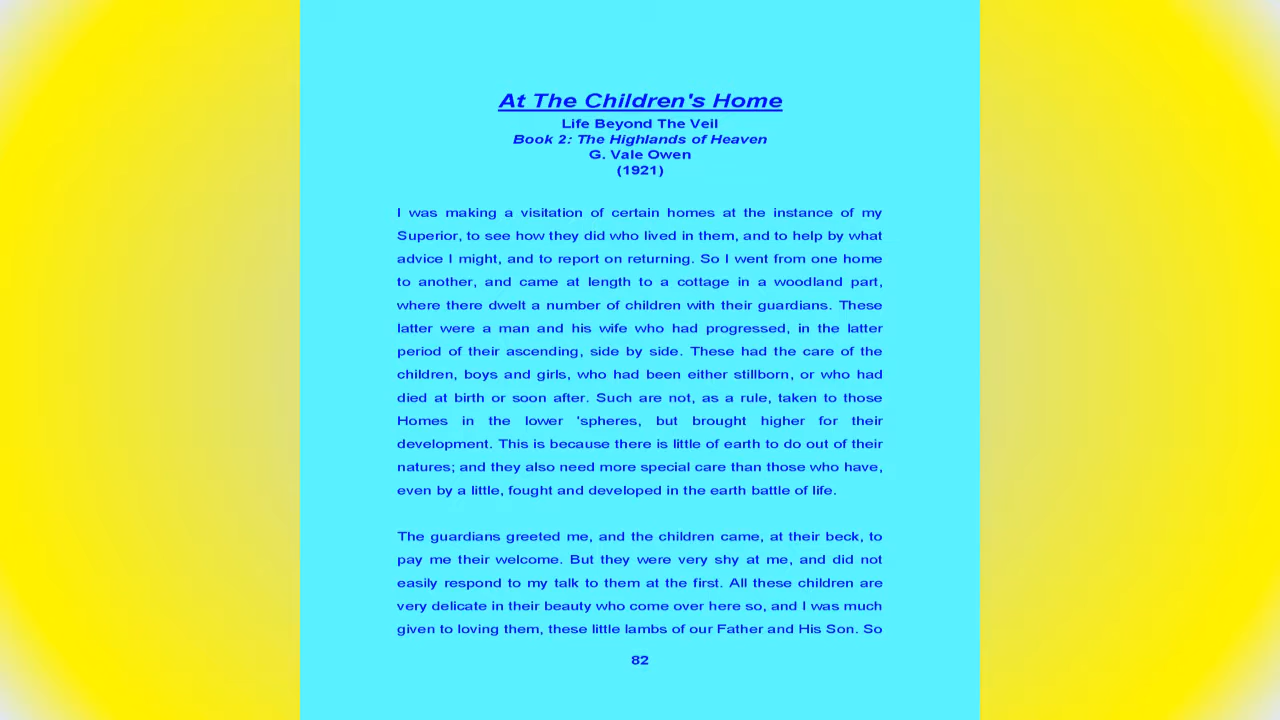 At The Children's Home
Life Beyond The Veil
Book 2: The Highlands of Heaven
G. Vale Owen
(1921)
I was making a visitation of certain homes at the instance of my
Superior, to see how they did who lived in them, and to help by what
advice I might, and to report on returning. So I went from one home
to another, and came at length to a cottage in a woodland part,
where there dwelt a number of children with their guardians. These
latter were a man and his wife who had progressed, in the latter
period of their ascending, side by side. These had the care of the
children, boys and girls, who had been either stillborn, or who had
died at birth or soon after. Such are not, as a rule, taken to those
Homes in the lower 'spheres, but brought higher for their
development. This is because there is little of earth to do out of their
natures; and they also need more special care than those who have,
even by a little, fought and developed in the earth battle of life.
The guardians greeted me, and the children came, at their beck, to
pay me their welcome. But they were very shy at me, and did not
easily respond to my talk to them at the first. All these children are
very delicate in their beauty who come over here so, and I was much
given to loving them, these little lambs of our Father and His Son. So
82